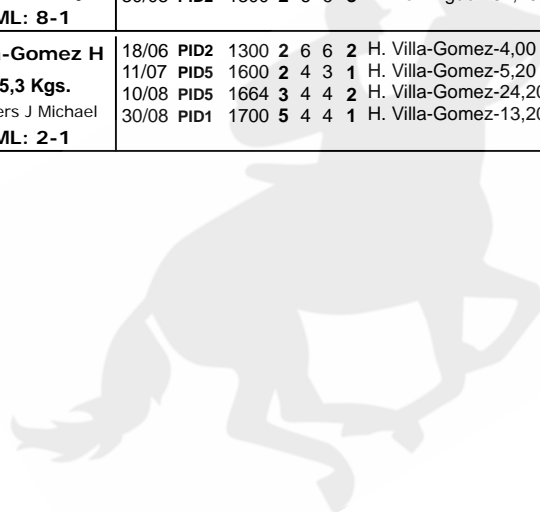 ML: 8-1
-Gomez H
5,3 Kgs.
ers J Michael
ML: 2-1
18/06 PID2 1300 2 6 6 2 H. Villa-Gomez-4,00
11/07 PID5 1600 2 4 3 1 H. Villa-Gomez-5,20
10/08 PID5 1664 3 4 4 2 H. Villa-Gomez-24,20
30/08 PID1 1700 5 4 4 1 H. Villa-Gomez-13,20